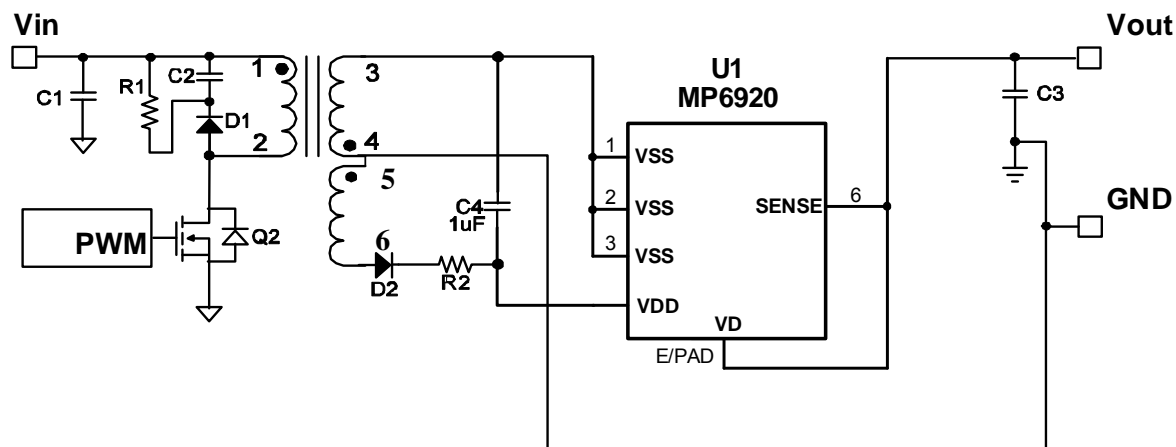 Vin
Vout
C1
R1
C2
D1
1
2
3
4
5
6
U1
MP6920
1
VSS
2
VSS
3
VSS
SENSE
6
VDD
VD
E/PAD
C4
1uF
D2
R2
PWM
Q2
C3
GND